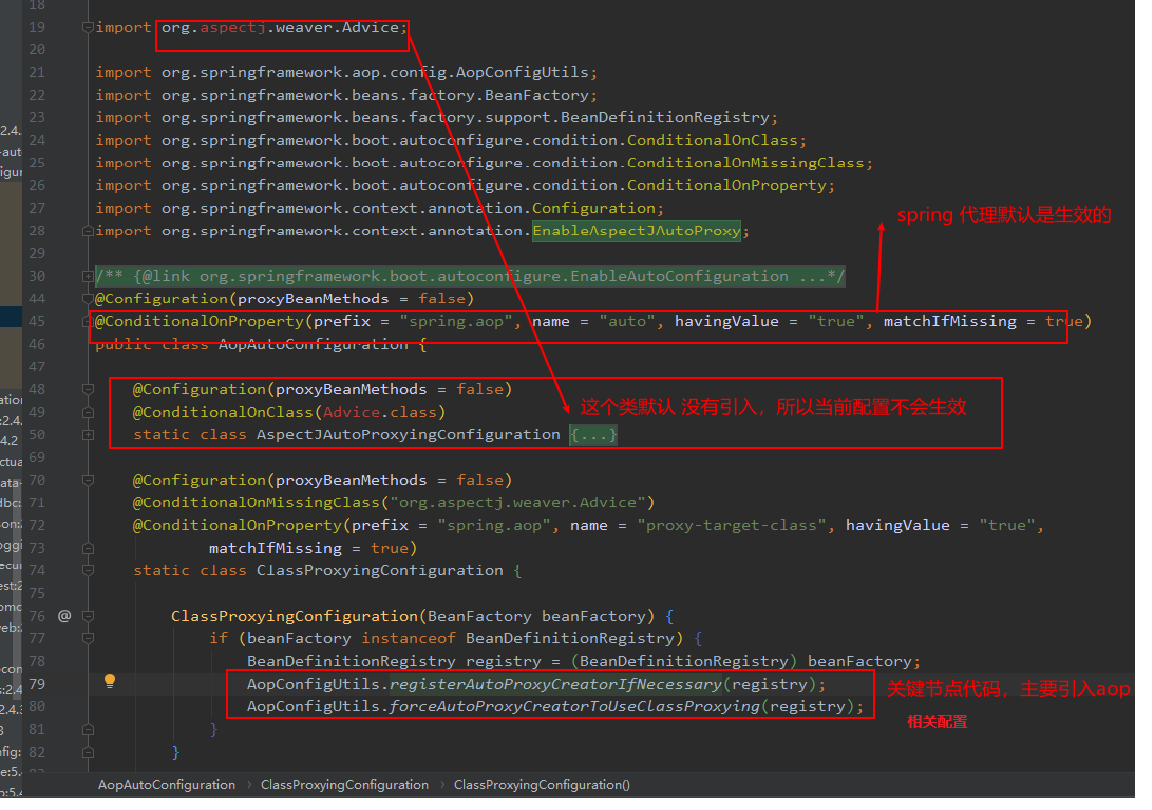 18
19 import org.aspectj.weaver.Advice;
20
21 import org.springframework.aop.config.AopConfigUtils;
22 import org.springframework.beans.factory.BeanFactory;
23 import org.springframework.beans.factory.support.BeanDefinitionRegistry;
24 import org.springframework.boot.autoconfigure.condition.ConditionalOnClass;
25 import org.springframework.boot.autoconfigure.condition.ConditionalOnMissingClass;
26 import org.springframework.boot.autoconfigure.condition.ConditionalOnProperty;
27 import org.springframework.context.annotation.Configuration;
spring 代理默认是生效的
28 import org.springframework.context.annotation.EnableAspectJAutoProxy;
29
30 /** {@link org.springframework.boot.autoconfigure.EnableAutoConfiguration ...*/
44 @Configuration(proxyBeanMethods = false)
45 @ConditionalOnProperty(prefix = "spring.aop", name = "auto", havingValue = "true", matchIfMissing = true)
46 public class AopAutoConfiguration {
47
48 @Configuration(proxyBeanMethods = false)
49 @ConditionalOnClass(Advice.class)
这个类默认 没有引入，所以当前配置不会生效
50 static class AspectJAutoProxyingConfiguration {...}
69
70 @Configuration(proxyBeanMethods = false)
71 @ConditionalOnMissingClass("org.aspectj.weaver.Advice")
72 @ConditionalOnProperty(prefix = "spring.aop", name = "proxy-target-class", havingValue = "true",
73 matchIfMissing = true)
74 static class ClassProxyingConfiguration {
75
76 @ ClassProxyingConfiguration(BeanFactory beanFactory) {
77 if (beanFactory instanceof BeanDefinitionRegistry) {
78 BeanDefinitionRegistry registry = (BeanDefinitionRegistry) beanFactory;
79 AopConfigUtils.registerAutoProxyCreatorIfNecessary(registry);
80 AopConfigUtils.forceAutoProxyCreatorToUseClassProxying(registry);
关键节点代码，主要引入aop
相关配置
81 }
82 }
AopAutoConfiguration › ClassProxyingConfiguration › ClassProxyingConfiguration()